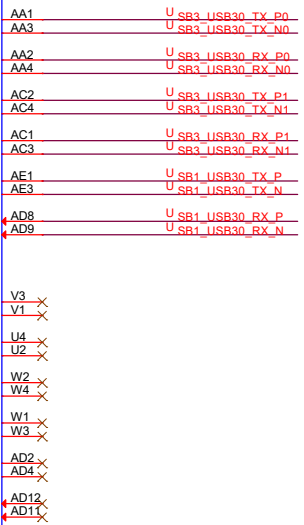 AA1 U SB3_USB30_TX_P0
AA3 U SB3_USB30_TX_N0
AA2 U SB3_USB30_RX_P0
AA4 U SB3_USB30_RX_N0
AC2 U SB3_USB30_TX_P1
AC4 U SB3_USB30_TX_N1
AC1 U SB3_USB30_RX_P1
AC3 U SB3_USB30_RX_N1
AE1 U SB1_USB30_TX_P
AE3 U SB1_USB30_TX_N
AD8 U SB1_USB30_RX_P
AD9 U SB1_USB30_RX_N
V3
V1
U4
U2
W2
W4
W1
W3
AD2
AD4
AD12
AD11